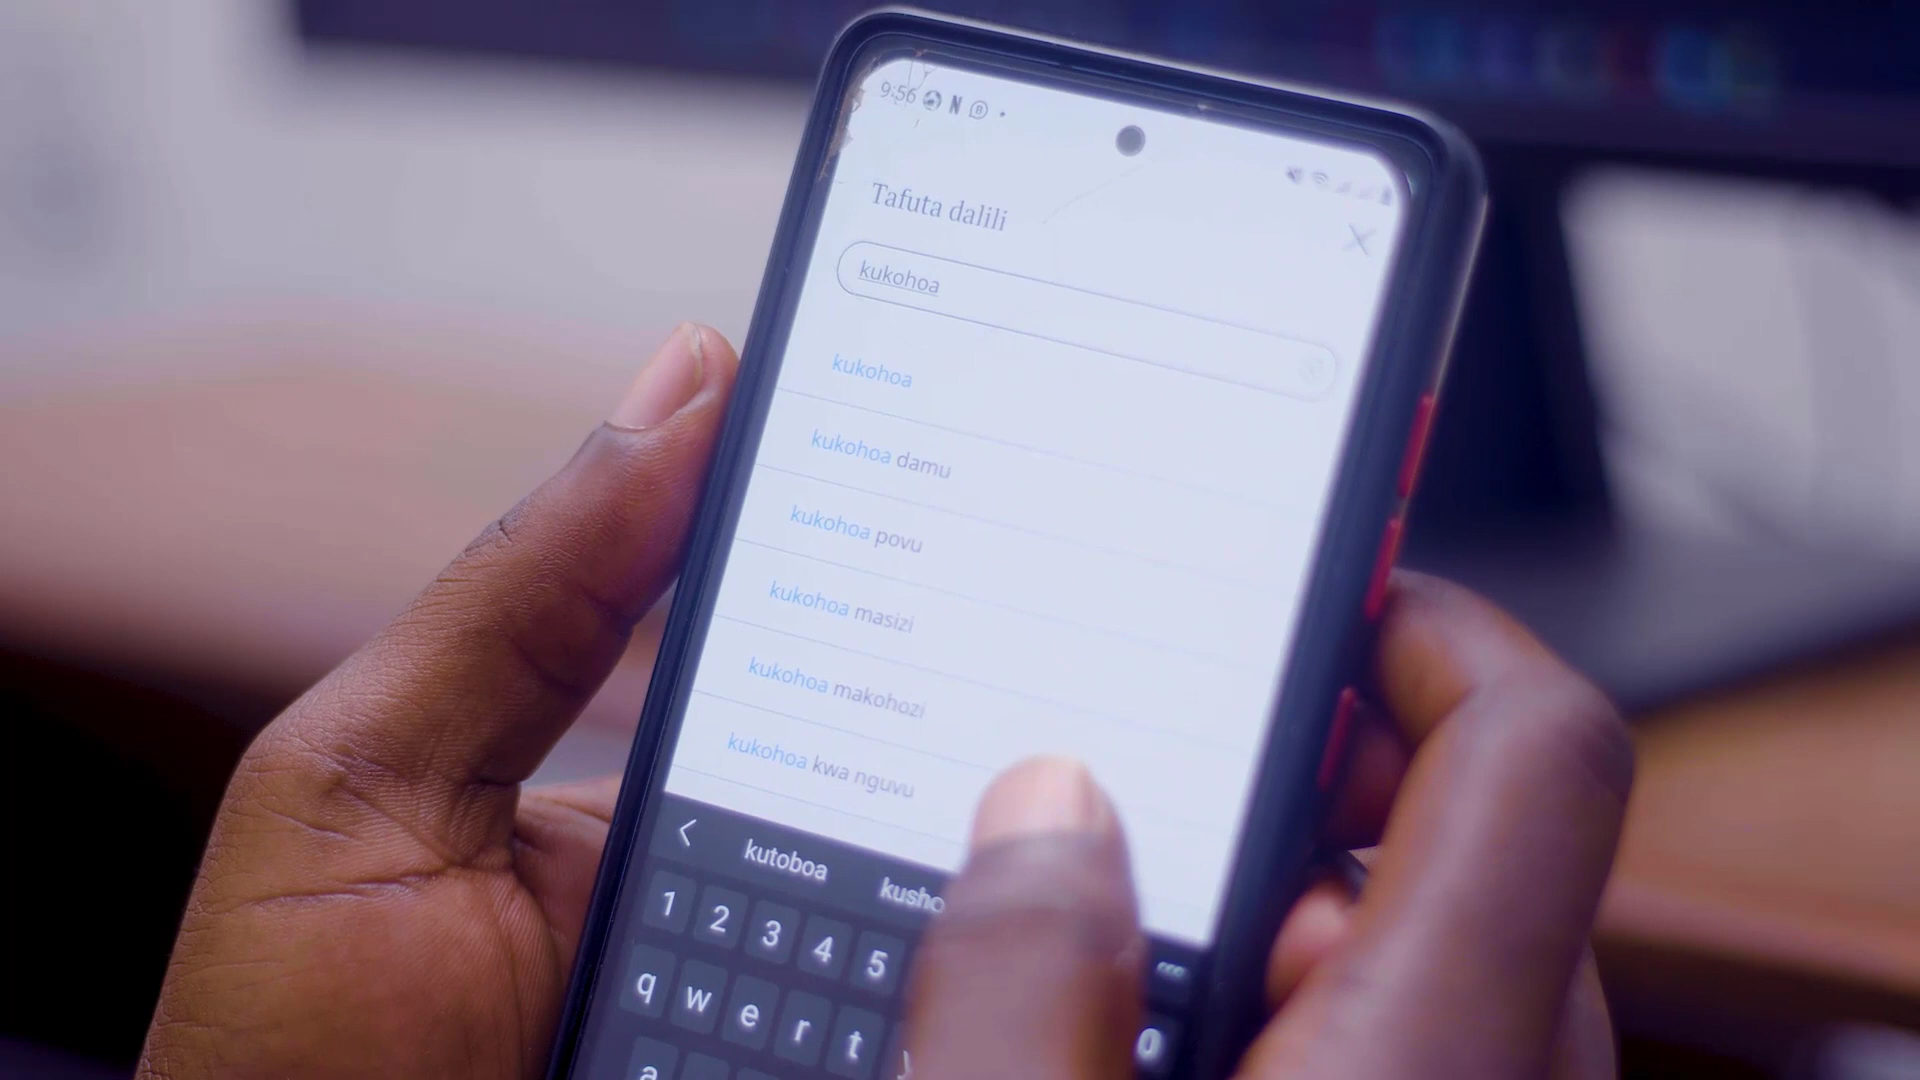 9:56
Tafuta dalili
kukohoa
kukohoa
kukohoa damu
kukohoa povu
kukohoa masizi
kukohoa makohozi
kukohoa kwa nguvu
kutoboa
1 2 3 4 5 0
q w e r t
a